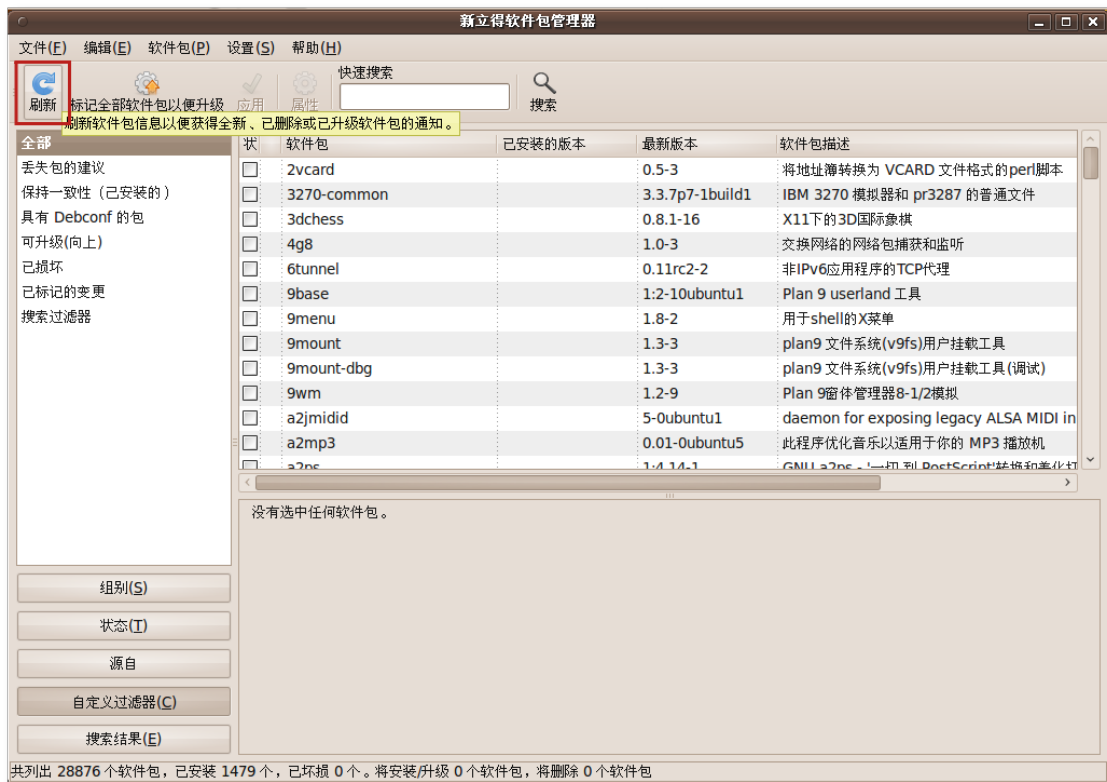 新立得软件包管理器
文件(F) 编辑(E) 软件包(P) 设置(S) 帮助(H)
快速搜索
刷新 标记全部软件包以便升级 应用 属性 搜索
刷新软件包信息以便获得全新、已删除或已升级软件包的通知。
全部
丢失包的建议
保持一致性（已安装的）
具有 Debconf 的包
可升级(向上)
已损坏
已标记的变更
搜索过滤器
状 软件包 已安装的版本 最新版本 软件包描述
2vcard 0.5-3 将地址簿转换为 VCARD 文件格式的perl脚本
3270-common 3.3.7p7-1build1 IBM 3270 模拟器和 pr3287 的普通文件
3dchess 0.8.1-16 X11下的3D国际象棋
4g8 1.0-3 交换网络的网络包捕获和监听
6tunnel 0.11rc2-2 非IPv6应用程序的TCP代理
9base 1:2-10ubuntu1 Plan 9 userland 工具
9menu 1.8-2 用于shell的X菜单
9mount 1.3-3 plan9 文件系统(v9fs)用户挂载工具
9mount-dbg 1.3-3 plan9 文件系统(v9fs)用户挂载工具(调试)
9wm 1.2-9 Plan 9窗体管理器8-1/2模拟
a2jmidid 5-0ubuntu1 daemon for exposing legacy ALSA MIDI in
a2mp3 0.01-0ubuntu5 此程序优化音乐以适用于你的 MP3 播放机
a2ps 1:4.14-1 GNU a2ps - '一切 到 PostScript'转换和美化打
没有选中任何软件包。
组别(S)
状态(T)
源自
自定义过滤器(C)
搜索结果(E)
共列出 28876 个软件包，已安装 1479 个，已坏损 0 个。将安装/升级 0 个软件包，将删除 0 个软件包